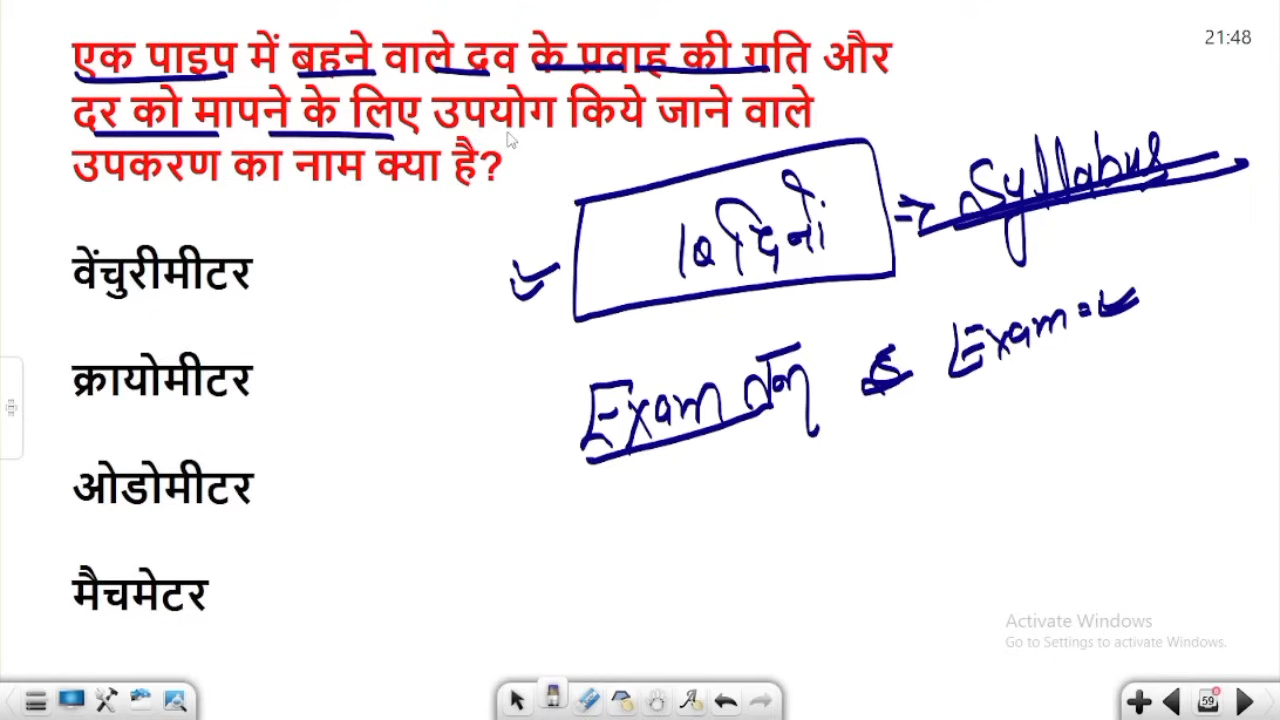 21:48
एक पाइप में बहने वाले द्रव के प्रवाह की गति और
दर को मापने के लिए उपयोग किये जाने वाले
उपकरण का नाम क्या है?
Syllabus
दिनों
वेंचुरीमीटर
Exam
Exam
क्रायोमीटर
ओडोमीटर
मैचमेटर
Activate Windows
Go to Settings to activate Windows.
59